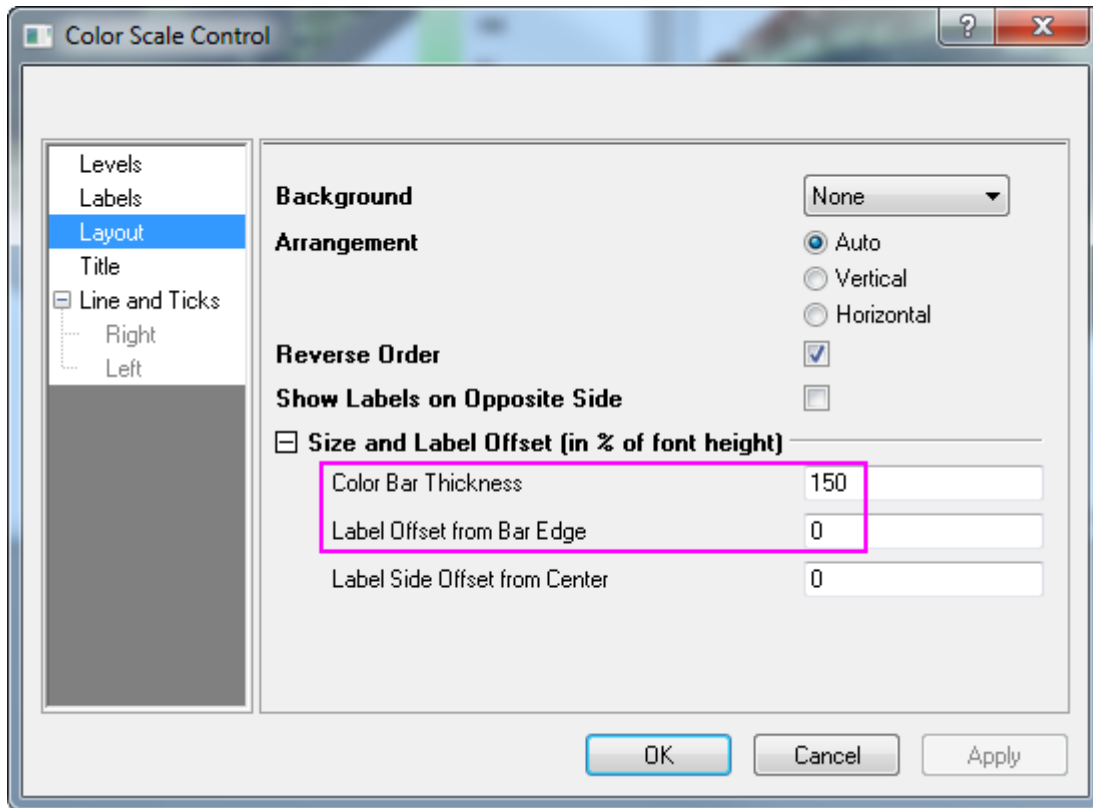 Color Scale Control
?
Levels
Labels
Layout
Title
Line and Ticks
Right
Left
Background
None
Arrangement
Auto
Vertical
Horizontal
Reverse Order
Show Labels on Opposite Side
Size and Label Offset (in % of font height)
Color Bar Thickness
150
Label Offset from Bar Edge
0
Label Side Offset from Center
0
OK
Cancel
Apply